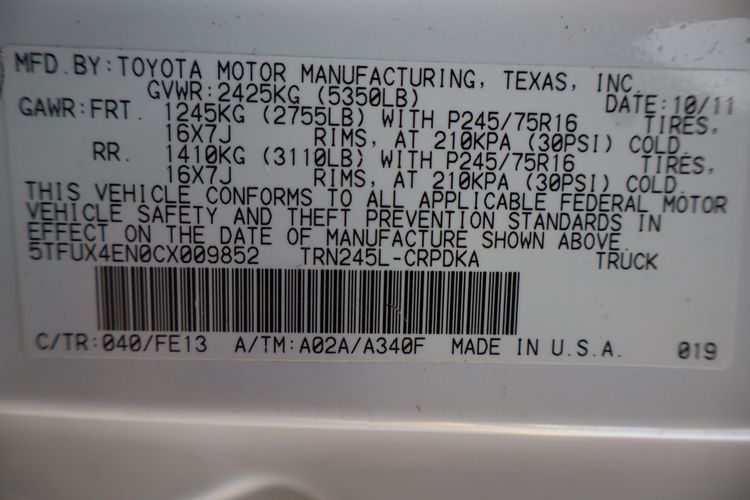 MFD.BY:TOYOTA MOTOR MANUFACTURING, TEXAS, INC.
GVWR:2425KG (5350LB) DATE:10/11
GAWR:FRT. 1245KG (2755LB) WITH P245/75R16 TIRES,
16X7J RIMS, AT 210KPA (30PSI) COLD.
RR. 1410KG (3110LB) WITH P245/75R16 TIRES,
16X7J RIMS, AT 210KPA (30PSI) COLD.
THIS VEHICLE CONFORMS TO ALL APPLICABLE FEDERAL MOTOR
VEHICLE SAFETY AND THEFT PREVENTION STANDARDS IN
EFFECT ON THE DATE OF MANUFACTURE SHOWN ABOVE.
5TFUX4EN0CX009852 TRN245L-CRPDKA TRUCK
C/TR:040/FE13 A/TM:A02A/A340F MADE IN U.S.A. 019